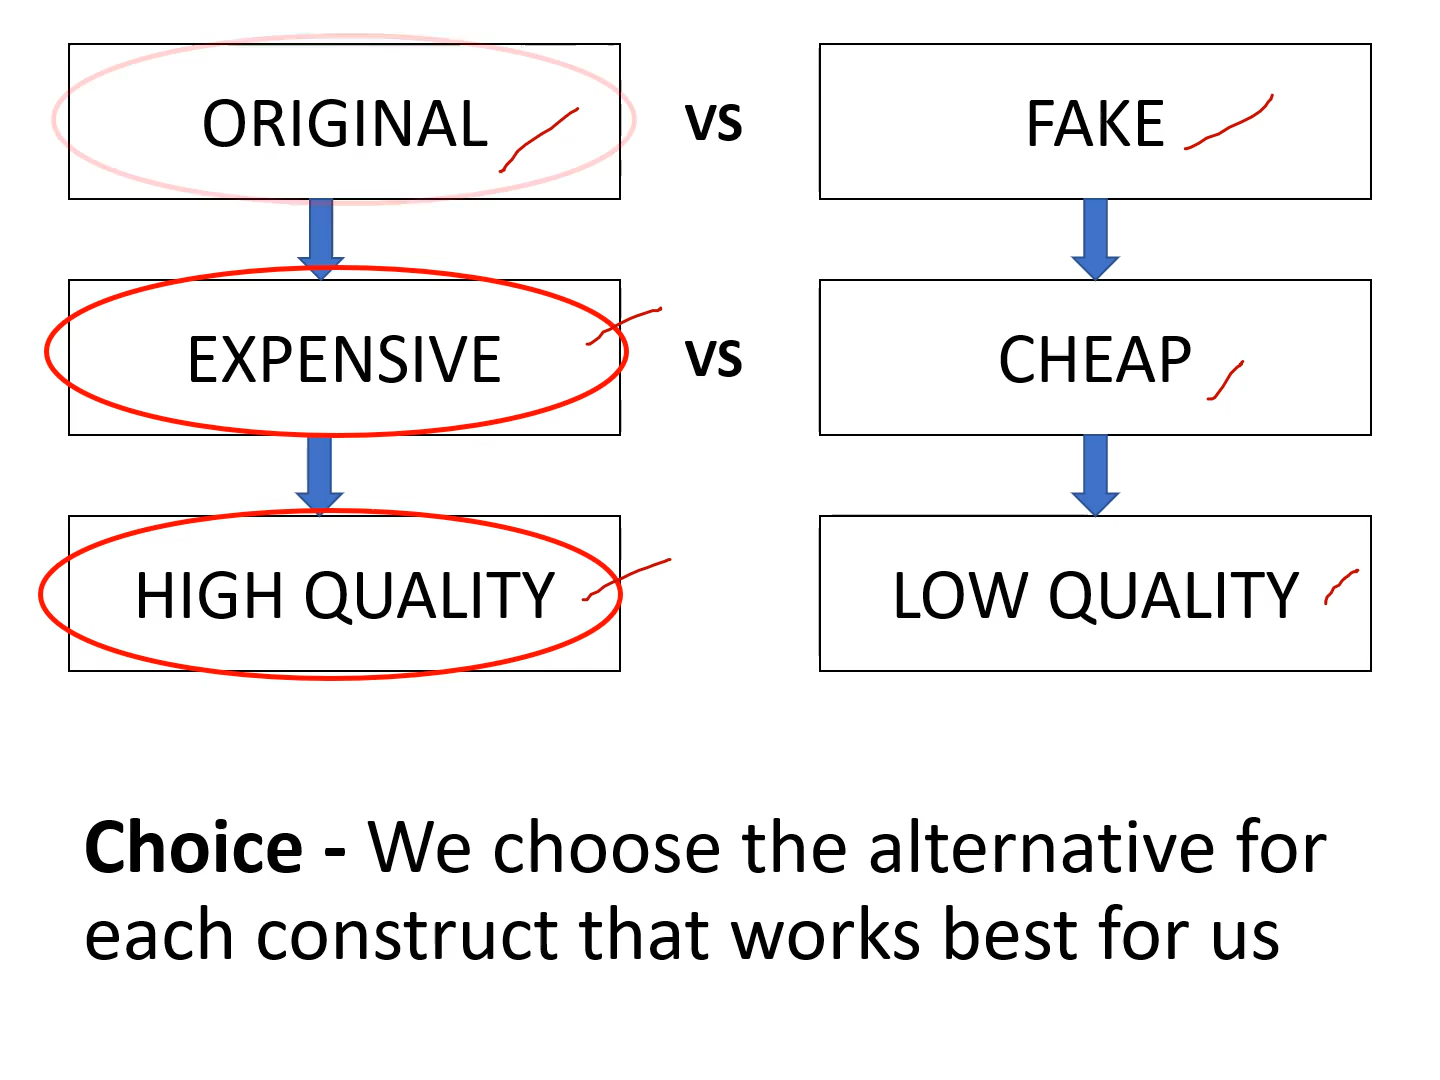 ORIGINAL VS FAKE
EXPENSIVE VS CHEAP
HIGH QUALITY LOW QUALITY
Choice - We choose the alternative for
each construct that works best for us